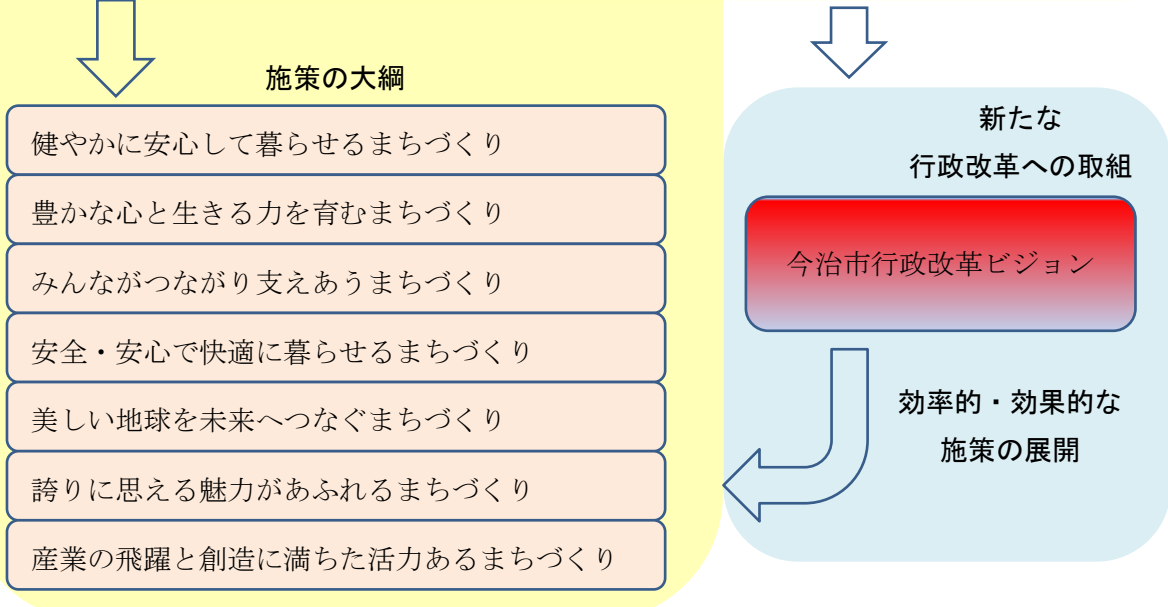 施策の大綱
健やかに安心して暮らせるまちづくり
豊かな心と生きる力を育むまちづくり
みんながつながり支えあうまちづくり
安全・安心で快適に暮らせるまちづくり
美しい地球を未来へつなぐまちづくり
誇りに思える魅力があふれるまちづくり
産業の飛躍と創造に満ちた活力あるまちづくり
新たな
行政改革への取組
今治市行政改革ビジョン
効率的・効果的な
施策の展開